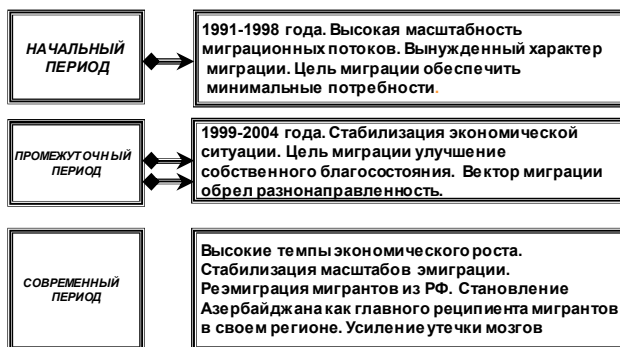 НАЧАЛЬНЫЙ
ПЕРИОД
1991-1998 года. Высокая масштабность
миграционных потоков. Вынужденный характер
миграции. Цель миграции обеспечить
минимальные потребности.
ПРОМЕЖУТОЧНЫЙ
ПЕРИОД
1999-2004 года. Стабилизация экономической
ситуации. Цель миграции улучшение
собственного благосостояния. Вектор миграции
обрел разнонаправленность.
СОВРЕМЕННЫЙ
ПЕРИОД
Высокие темпы экономического роста.
Стабилизация масштабов эмиграции.
Реэмиграция мигрантов из РФ. Становление
Азербайджана как главного реципиента мигрантов
в своем регионе. Усиление утечки мозгов